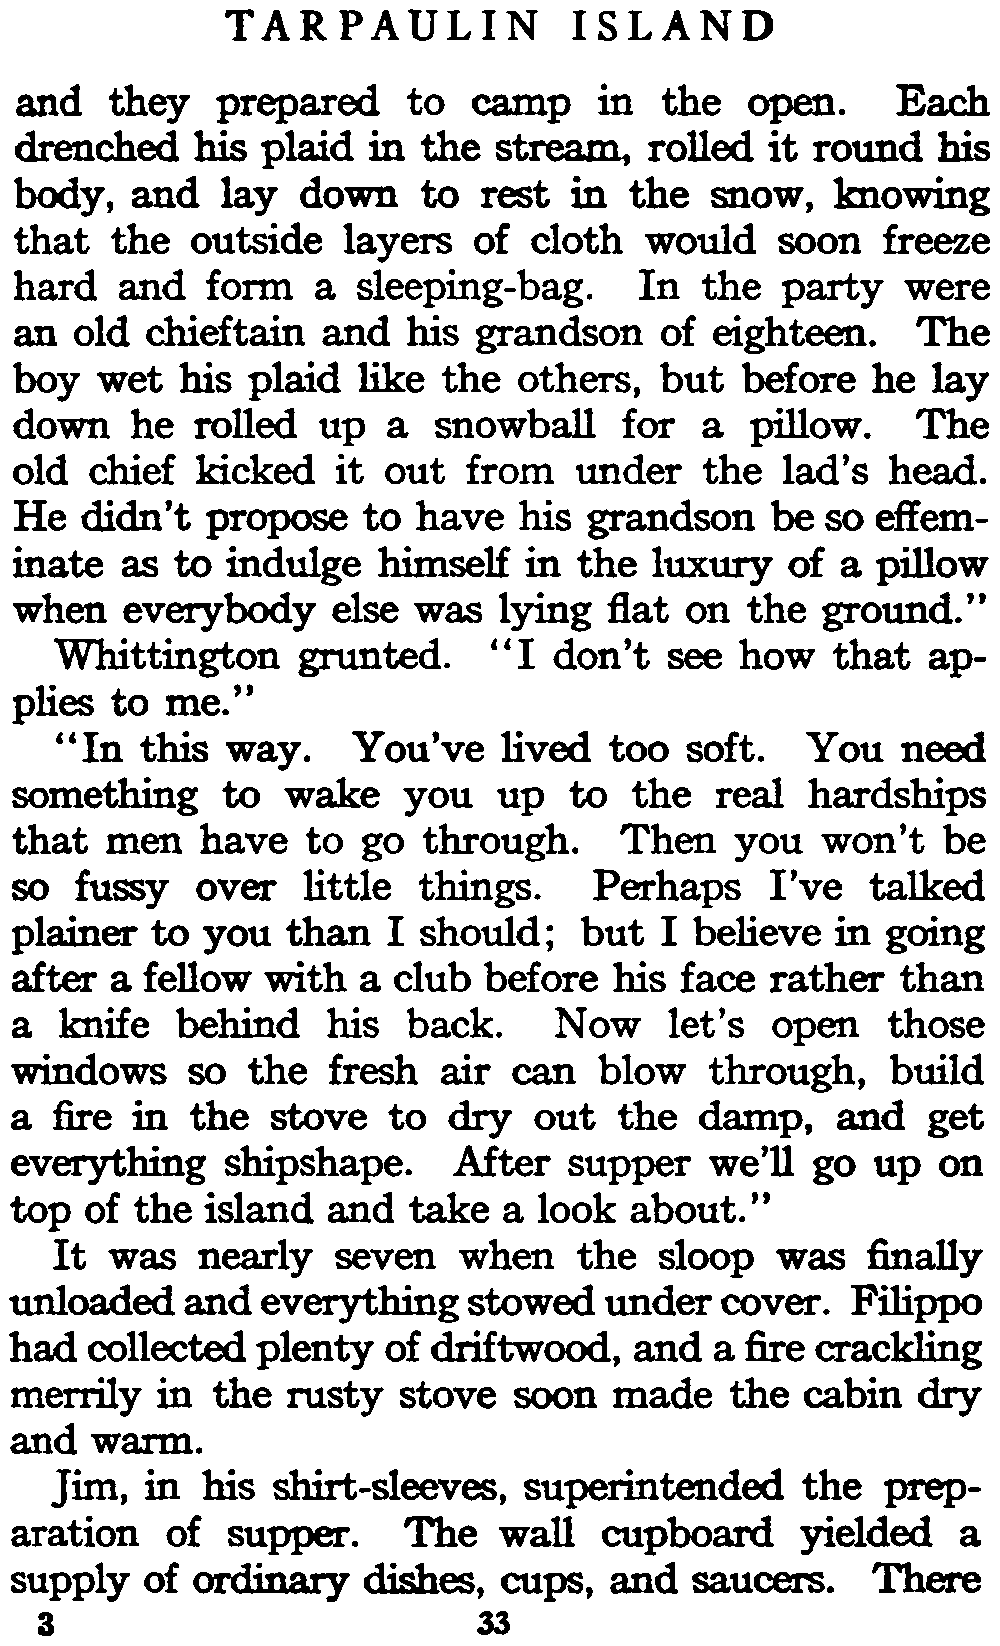 TARPAULIN ISLAND
and they prepared to camp in the open. Each
drenched his plaid in the stream, rolled it round his
body, and lay down to rest in the snow, knowing
that the outside layers of cloth would soon freeze
hard and form a sleeping-bag. In the party were
an old chieftain and his grandson of eighteen. The
boy wet his plaid like the others, but before he lay
down he rolled up a snowball for a pillow. The
old chief kicked it out from under the lad's head.
He didn't propose to have his grandson be so effem-
inate as to indulge himself in the luxury of a pillow
when everybody else was lying flat on the ground."
Whittington grunted. "I don't see how that ap-
plies to me."
"In this way. You've lived too soft. You need
something to wake you up to the real hardships
that men have to go through. Then you won't be
so fussy over little things. Perhaps I've talked
plainer to you than I should; but I believe in going
after a fellow with a club before his face rather than
a knife behind his back. Now let's open those
windows so the fresh air can blow through, build
a fire in the stove to dry out the damp, and get
everything shipshape. After supper we'll go up on
top of the island and take a look about."
It was nearly seven when the sloop was finally
unloaded and everything stowed under cover. Filippo
had collected plenty of driftwood, and a fire crackling
merrily in the rusty stove soon made the cabin dry
and warm.
Jim, in his shirt-sleeves, superintended the prep-
aration of supper. The wall cupboard yielded a
supply of ordinary dishes, cups, and saucers. There
3 33